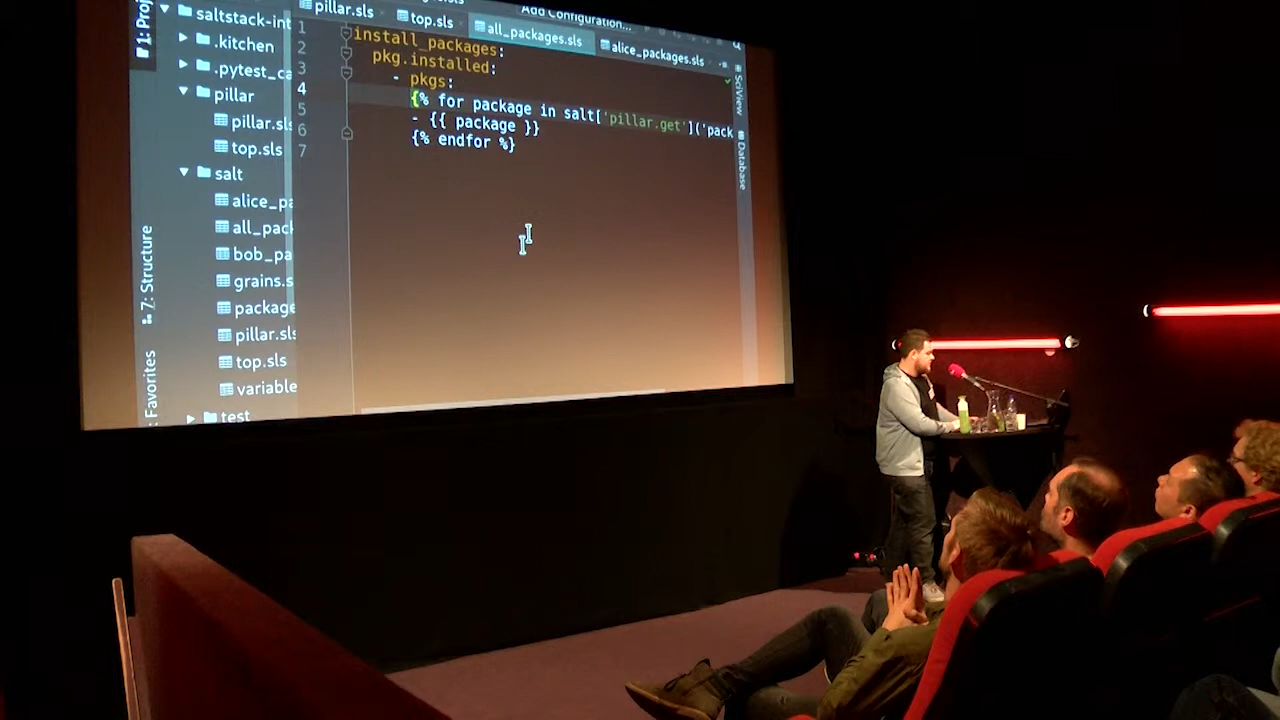 1: Proj
saltstack-int
.kitchen
.pytest_ca
pillar
pillar.sls
top.sls
salt
alice_pa
all_pack
bob_pa
grains.s
package
pillar.sls
top.sls
variable
test
7: Structure
Favorites
Add Configuration...
pillar.sls
top.sls
all_packages.sls
alice_packages.sls
1 install_packages:
2 pkg.installed:
3 - pkgs:
4 {% for package in salt['pillar.get']('pack
5 - {{ package }}
6 {% endfor %}
7
SciView
Database